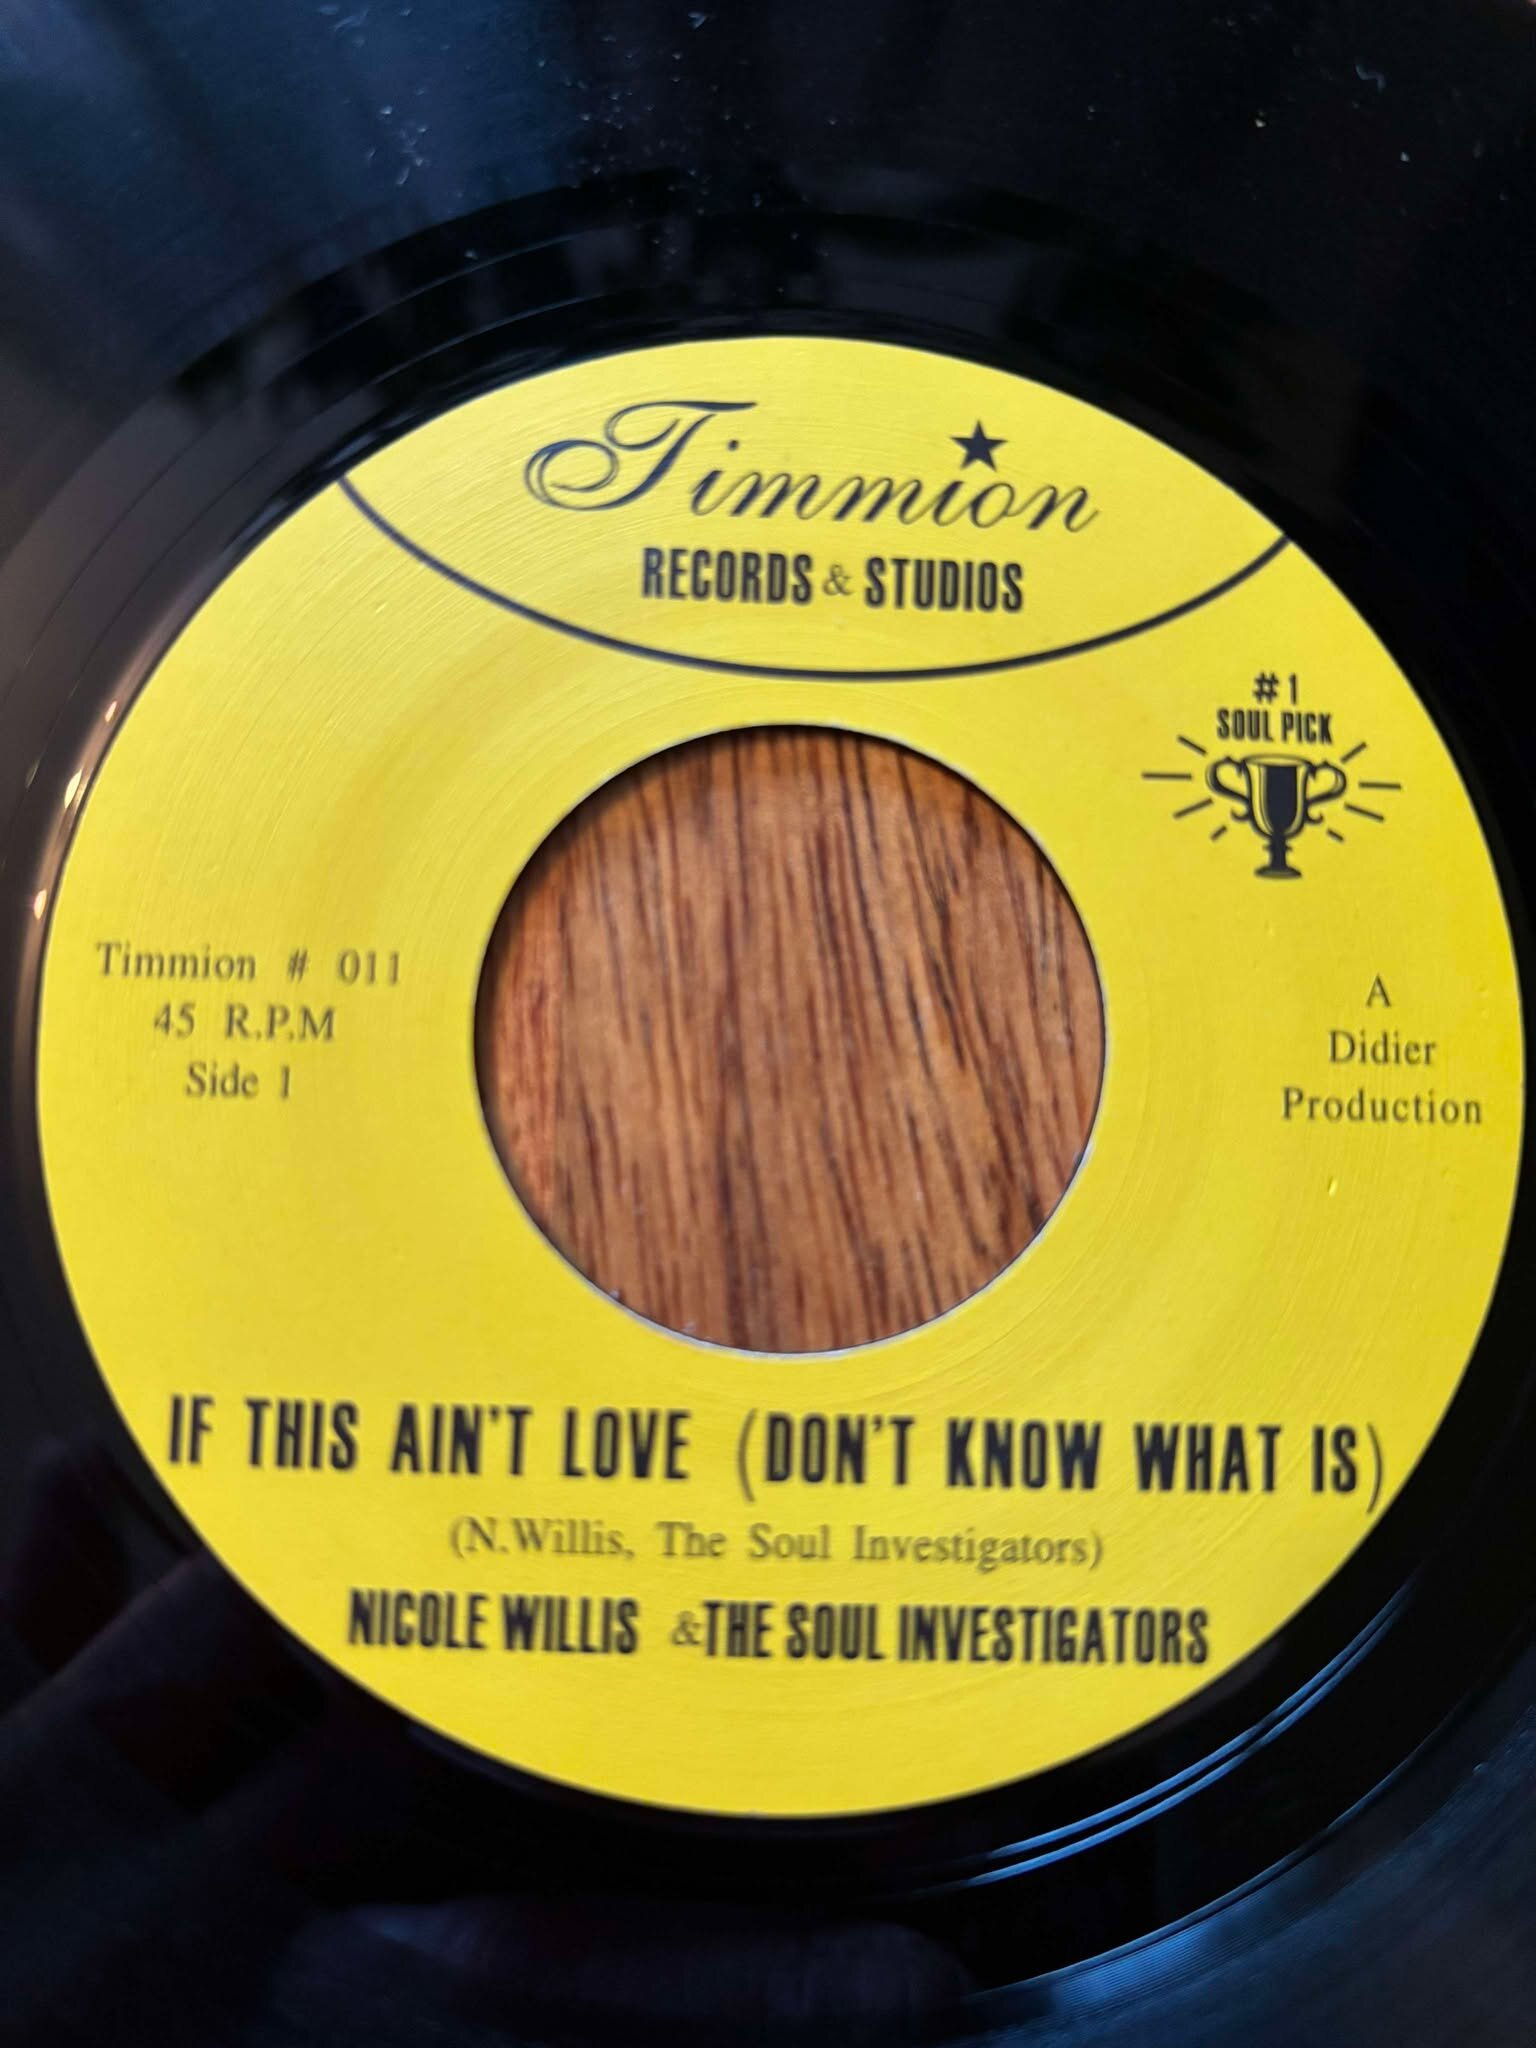 Timmion
RECORDS & STUDIOS
#1
SOUL PICK
Timmion # 011
45 R.P.M
Side 1
A
Didier
Production
IF THIS AIN'T LOVE (DON'T KNOW WHAT IS)
(N.Willis, The Soul Investigators)
NICOLE WILLIS & THE SOUL INVESTIGATORS